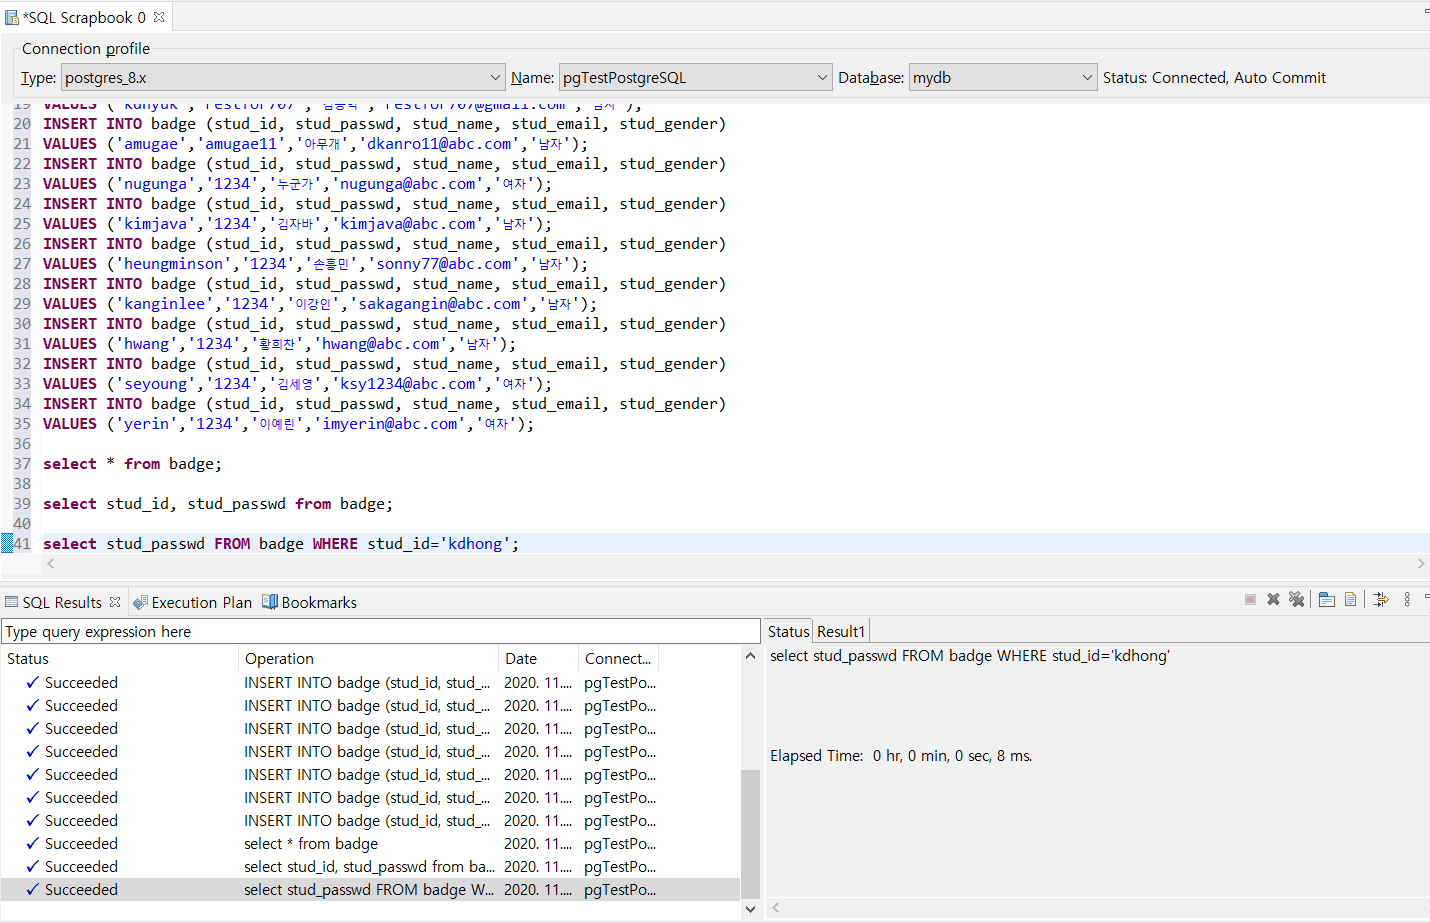 *SQL Scrapbook 0
Connection profile
Type: postgres_8.x Name: pgTestPostgreSQL Database: mydb Status: Connected, Auto Commit
19 VALUES ('kunyuk','restfor707','김용덕','restfor707@gmail.com','남자');
20 INSERT INTO badge (stud_id, stud_passwd, stud_name, stud_email, stud_gender)
21 VALUES ('amugae','amugae11','아무개','dkanro11@abc.com','남자');
22 INSERT INTO badge (stud_id, stud_passwd, stud_name, stud_email, stud_gender)
23 VALUES ('nugunga','1234','누군가','nugunga@abc.com','여자');
24 INSERT INTO badge (stud_id, stud_passwd, stud_name, stud_email, stud_gender)
25 VALUES ('kimjava','1234','김자바','kimjava@abc.com','남자');
26 INSERT INTO badge (stud_id, stud_passwd, stud_name, stud_email, stud_gender)
27 VALUES ('heungminson','1234','손흥민','sonny77@abc.com','남자');
28 INSERT INTO badge (stud_id, stud_passwd, stud_name, stud_email, stud_gender)
29 VALUES ('kanginlee','1234','이강인','sakagangin@abc.com','남자');
30 INSERT INTO badge (stud_id, stud_passwd, stud_name, stud_email, stud_gender)
31 VALUES ('hwang','1234','황희찬','hwang@abc.com','남자');
32 INSERT INTO badge (stud_id, stud_passwd, stud_name, stud_email, stud_gender)
33 VALUES ('seyoung','1234','김세영','ksy1234@abc.com','여자');
34 INSERT INTO badge (stud_id, stud_passwd, stud_name, stud_email, stud_gender)
35 VALUES ('yerin','1234','이예린','imyerin@abc.com','여자');
36
37 select * from badge;
38
39 select stud_id, stud_passwd from badge;
40
41 select stud_passwd FROM badge WHERE stud_id='kdhong';
SQL Results Execution Plan Bookmarks
Type query expression here
Status Operation Date Connect...
Succeeded INSERT INTO badge (stud_id, stud_... 2020. 11.... pgTestPo...
Succeeded INSERT INTO badge (stud_id, stud_... 2020. 11.... pgTestPo...
Succeeded INSERT INTO badge (stud_id, stud_... 2020. 11.... pgTestPo...
Succeeded INSERT INTO badge (stud_id, stud_... 2020. 11.... pgTestPo...
Succeeded INSERT INTO badge (stud_id, stud_... 2020. 11.... pgTestPo...
Succeeded INSERT INTO badge (stud_id, stud_... 2020. 11.... pgTestPo...
Succeeded INSERT INTO badge (stud_id, stud_... 2020. 11.... pgTestPo...
Succeeded select * from badge 2020. 11.... pgTestPo...
Succeeded select stud_id, stud_passwd from ba... 2020. 11.... pgTestPo...
Succeeded select stud_passwd FROM badge W... 2020. 11.... pgTestPo...
Status Result1
select stud_passwd FROM badge WHERE stud_id='kdhong'
Elapsed Time: 0 hr, 0 min, 0 sec, 8 ms.